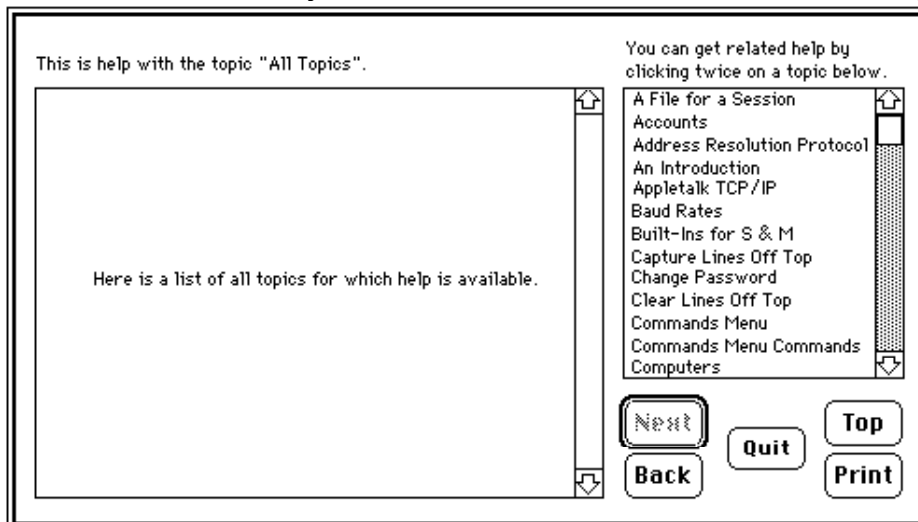 This is help with the topic "All Topics".
Here is a list of all topics for which help is available.
You can get related help by
clicking twice on a topic below.
A File for a Session
Accounts
Address Resolution Protocol
An Introduction
Appletalk TCP/IP
Baud Rates
Built-Ins for S & M
Capture Lines Off Top
Change Password
Clear Lines Off Top
Commands Menu
Commands Menu Commands
Computers
Next
Quit
Top
Back
Print